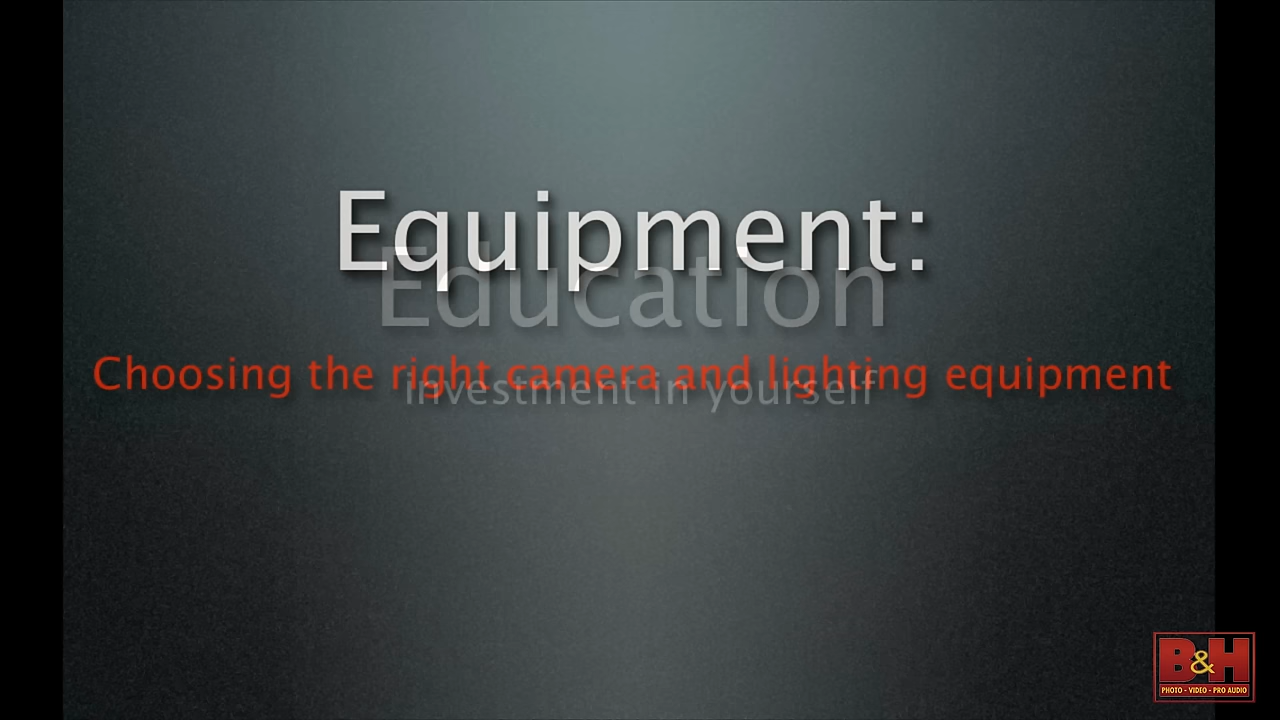 Equipment:
Education
Choosing the right camera and lighting equipment
investment in yourself
B&H
PHOTO - VIDEO - PRO AUDIO